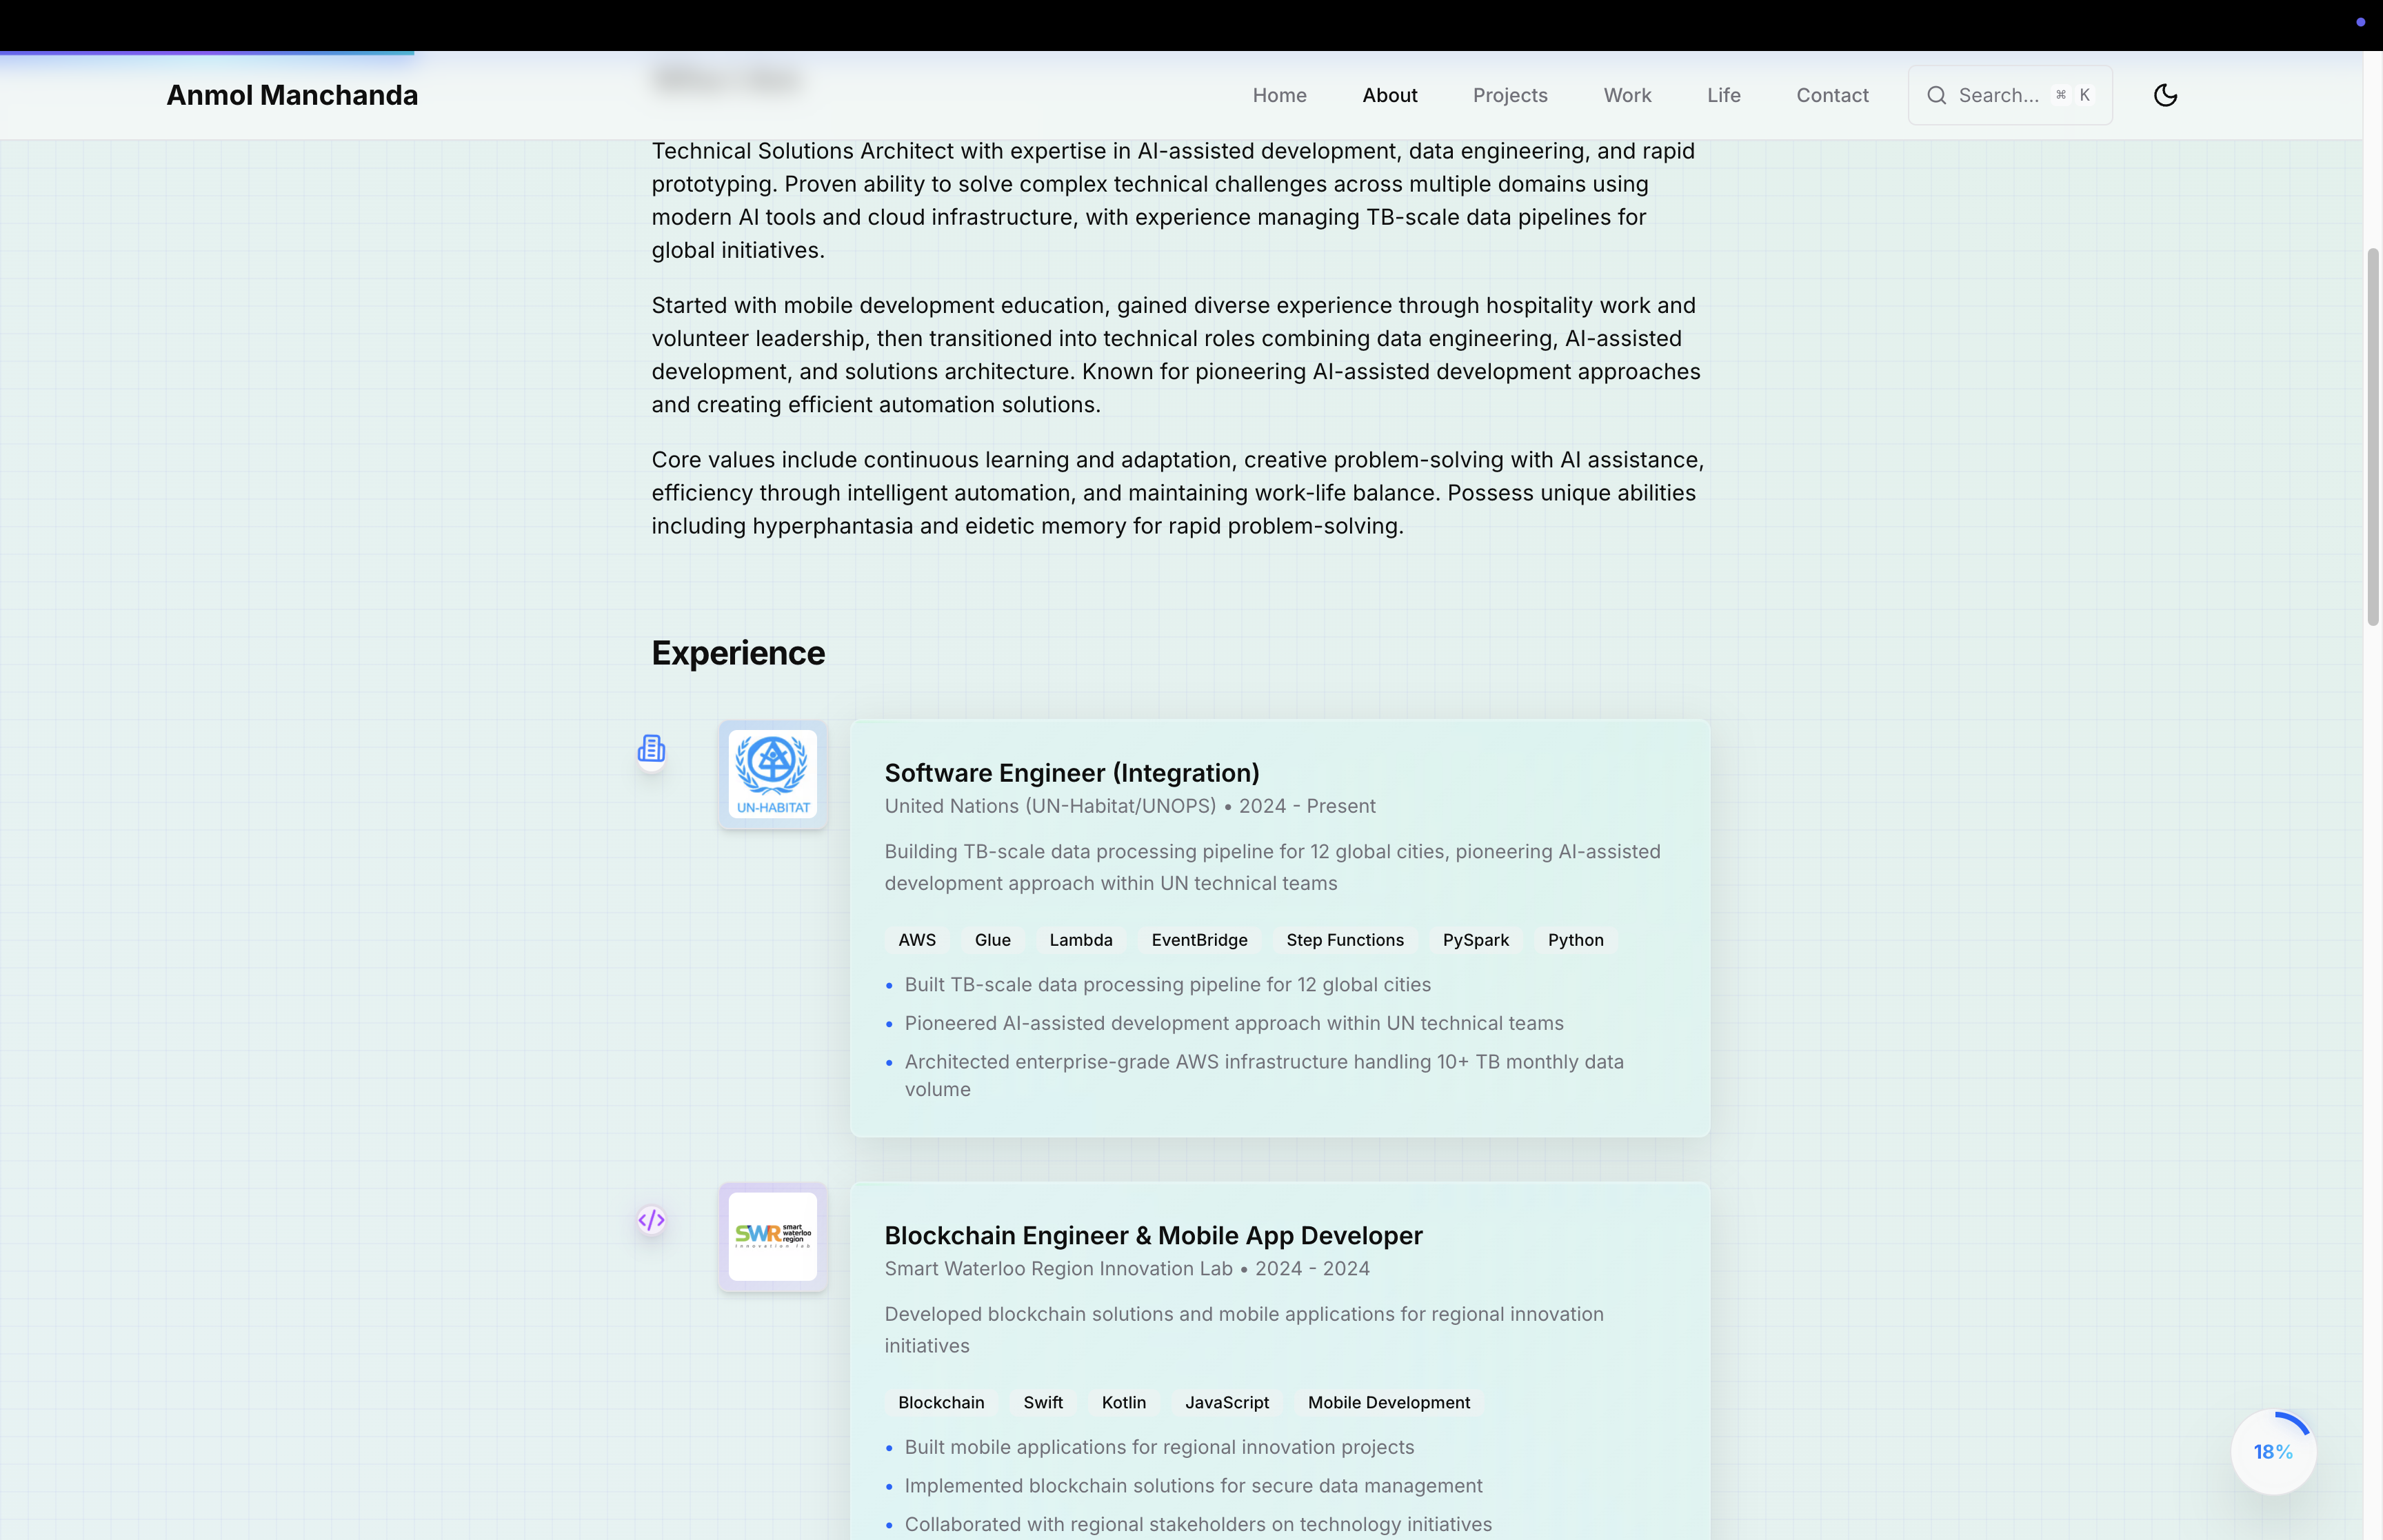 Anmol Manchanda
Home About Projects Work Life Contact Search... ⌘ K
Technical Solutions Architect with expertise in AI-assisted development, data engineering, and rapid
prototyping. Proven ability to solve complex technical challenges across multiple domains using
modern AI tools and cloud infrastructure, with experience managing TB-scale data pipelines for
global initiatives.
Started with mobile development education, gained diverse experience through hospitality work and
volunteer leadership, then transitioned into technical roles combining data engineering, AI-assisted
development, and solutions architecture. Known for pioneering AI-assisted development approaches
and creating efficient automation solutions.
Core values include continuous learning and adaptation, creative problem-solving with AI assistance,
efficiency through intelligent automation, and maintaining work-life balance. Possess unique abilities
including hyperphantasia and eidetic memory for rapid problem-solving.
Experience
UN-HABITAT
Software Engineer (Integration)
United Nations (UN-Habitat/UNOPS) • 2024 - Present
Building TB-scale data processing pipeline for 12 global cities, pioneering AI-assisted
development approach within UN technical teams
AWS Glue Lambda EventBridge Step Functions PySpark Python
• Built TB-scale data processing pipeline for 12 global cities
• Pioneered AI-assisted development approach within UN technical teams
• Architected enterprise-grade AWS infrastructure handling 10+ TB monthly data
volume
SWR smart
waterloo
region
innovation lab
Blockchain Engineer & Mobile App Developer
Smart Waterloo Region Innovation Lab • 2024 - 2024
Developed blockchain solutions and mobile applications for regional innovation
initiatives
Blockchain Swift Kotlin JavaScript Mobile Development
• Built mobile applications for regional innovation projects
• Implemented blockchain solutions for secure data management
• Collaborated with regional stakeholders on technology initiatives
18%